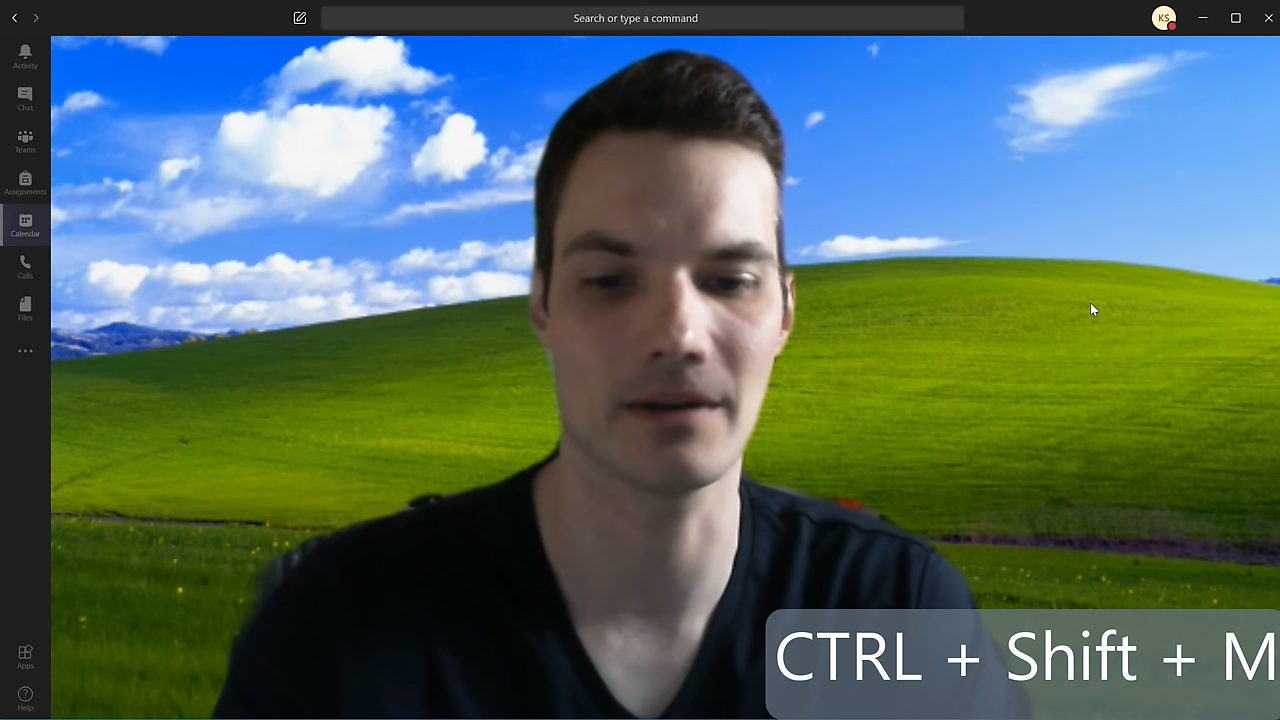 Search or type a command
KS
Activity
Chat
Teams
Assignments
Calendar
Calls
Files
Apps
Help
CTRL + Shift + M